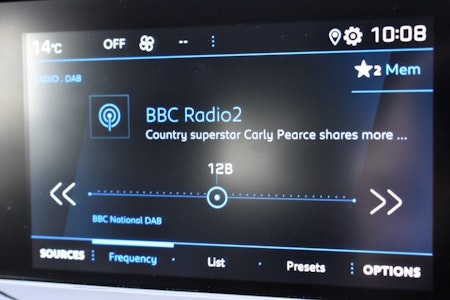 14°C OFF -- 10:08
RADIO . DAB
2 Mem
BBC Radio2
Country superstar Carly Pearce shares more ...
12B
BBC National DAB
SOURCES Frequency List Presets OPTIONS